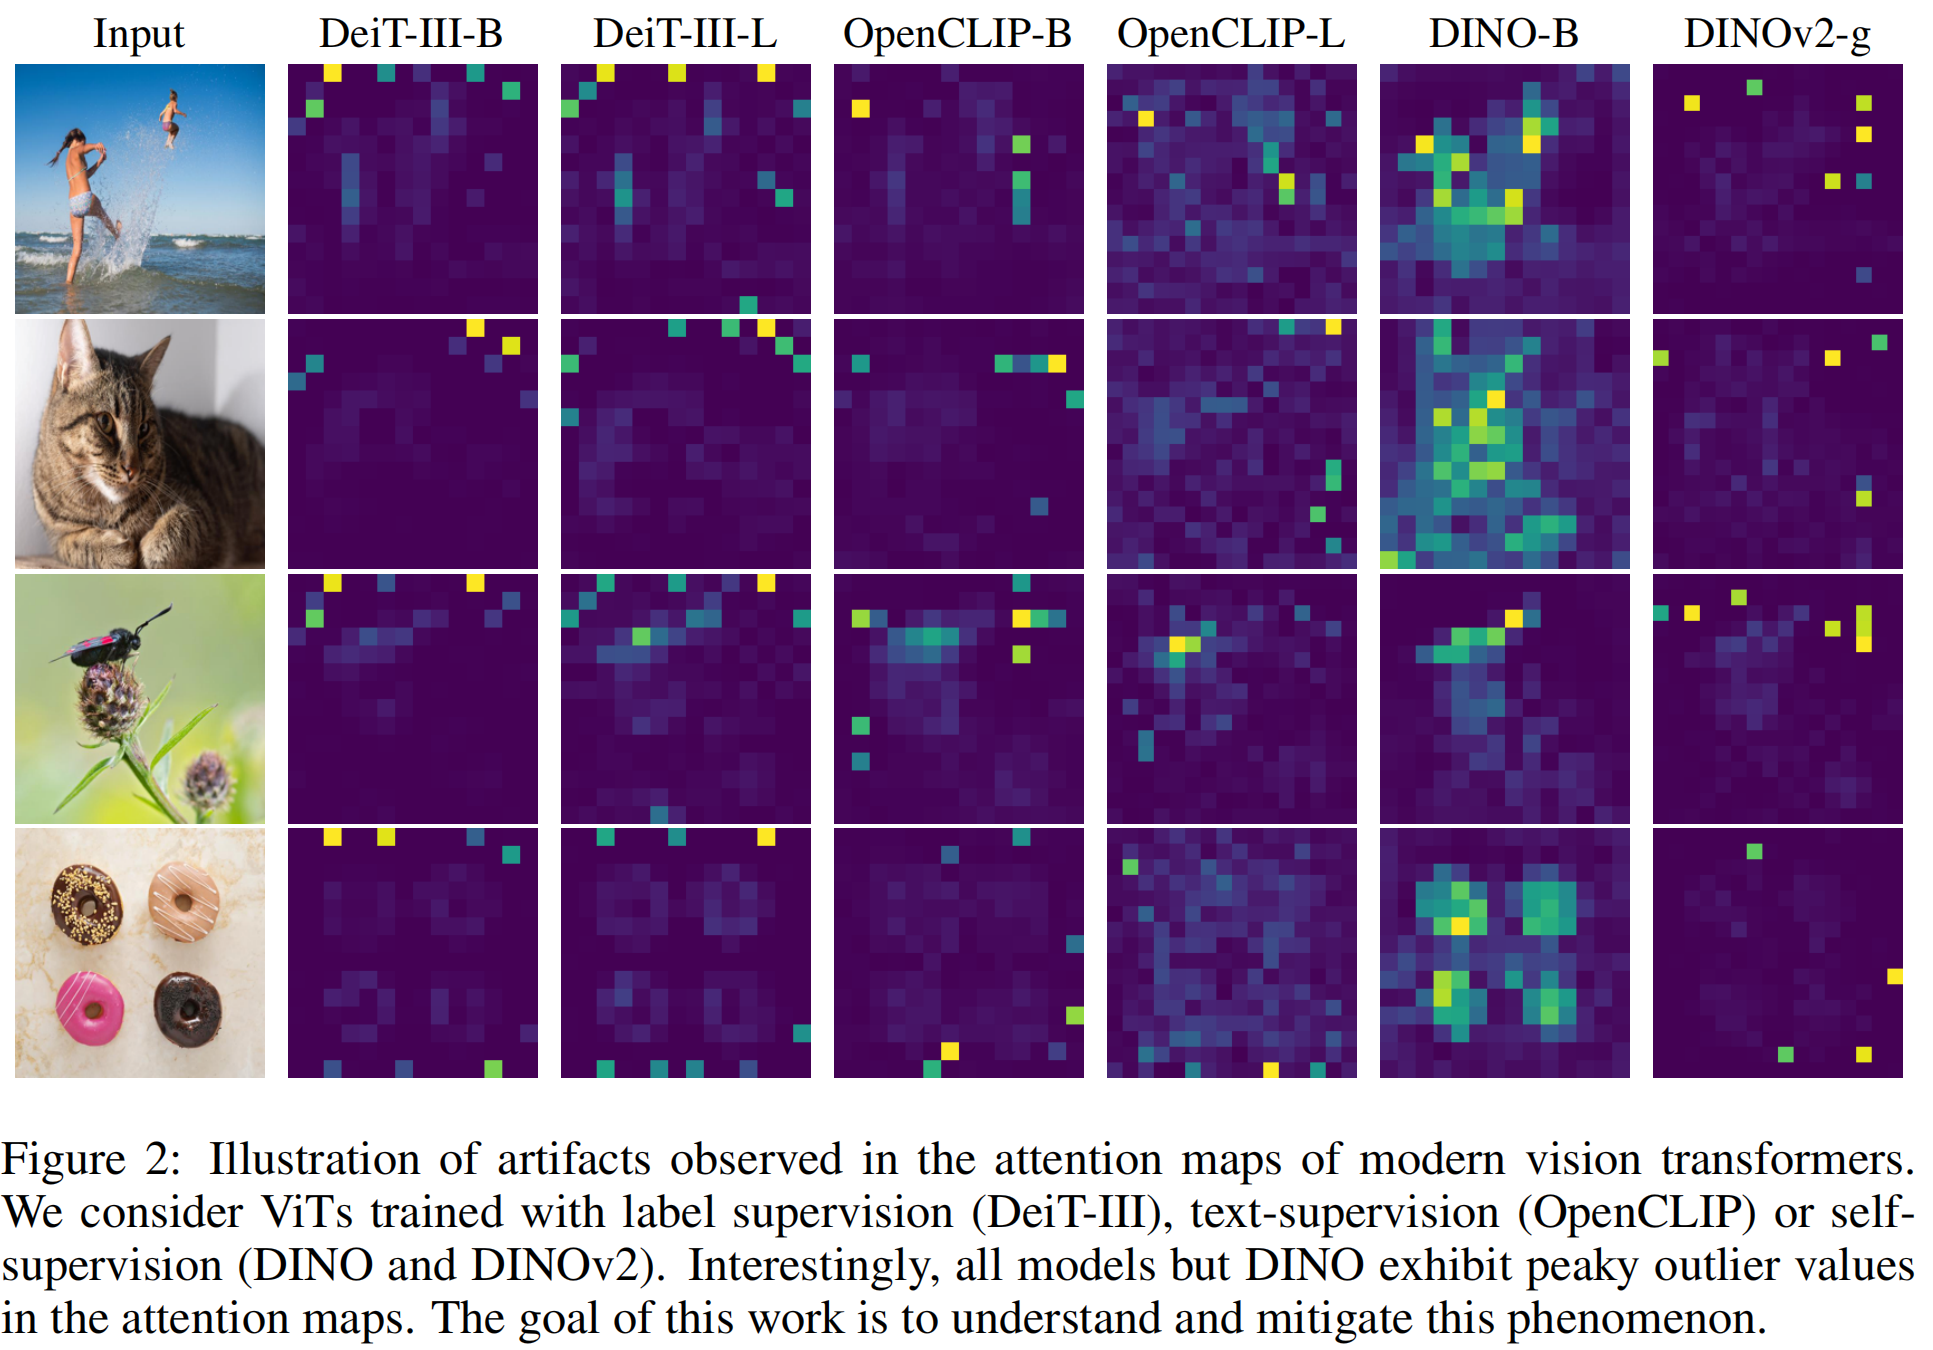 Input DeiT-III-B DeiT-III-L OpenCLIP-B OpenCLIP-L DINO-B DINOv2-g
Figure 2: Illustration of artifacts observed in the attention maps of modern vision transformers.
We consider ViTs trained with label supervision (DeiT-III), text-supervision (OpenCLIP) or self-
supervision (DINO and DINOv2). Interestingly, all models but DINO exhibit peaky outlier values
in the attention maps. The goal of this work is to understand and mitigate this phenomenon.